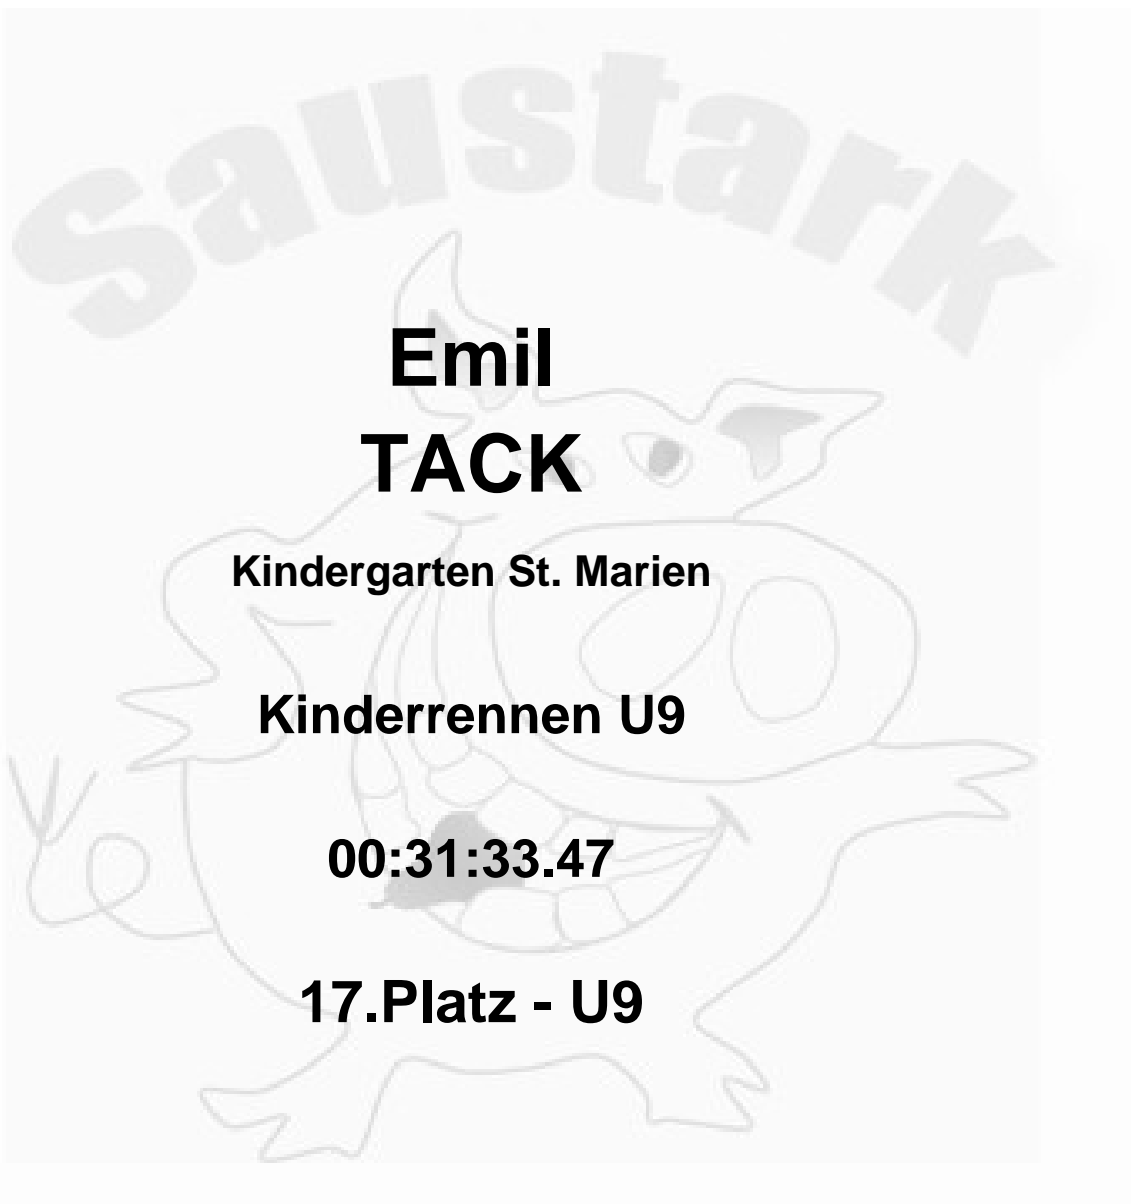 Saustark
Emil
TACK
Kindergarten St. Marien
Kinderrennen U9
00:31:33.47
17.Platz - U9